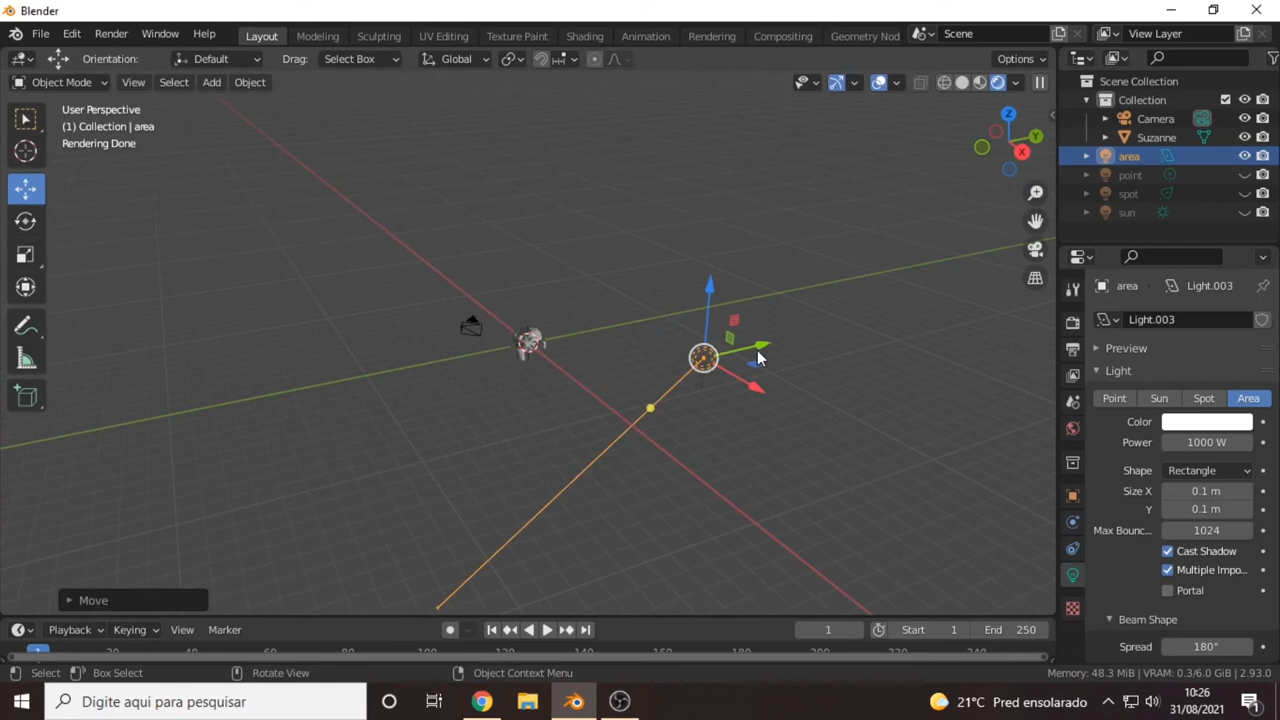 Blender
File Edit Render Window Help Layout Modeling Sculpting UV Editing Texture Paint Shading Animation Rendering Compositing Geometry Nod Scene View Layer
Orientation: Default Drag: Select Box Global Options
Object Mode View Select Add Object
User Perspective
(1) Collection | area
Rendering Done
Z
Y
X
Scene Collection
Collection
Camera
Suzanne
area
point
spot
sun
area Light.003
Light.003
Preview
Light
Point Sun Spot Area
Color
Power 1000 W
Shape Rectangle
Size X 0.1 m
Y 0.1 m
Max Bounc... 1024
Cast Shadow
Multiple Impo...
Portal
Beam Shape
Spread 180°
Move
Playback Keying View Marker 1 Start 1 End 250
Select Box Select Rotate View Object Context Menu Memory: 48.3 MiB | VRAM: 0.3/6.0 GiB | 2.93.0
Digite aqui para pesquisar 21°C Pred ensolarado 10:26
31/08/2021